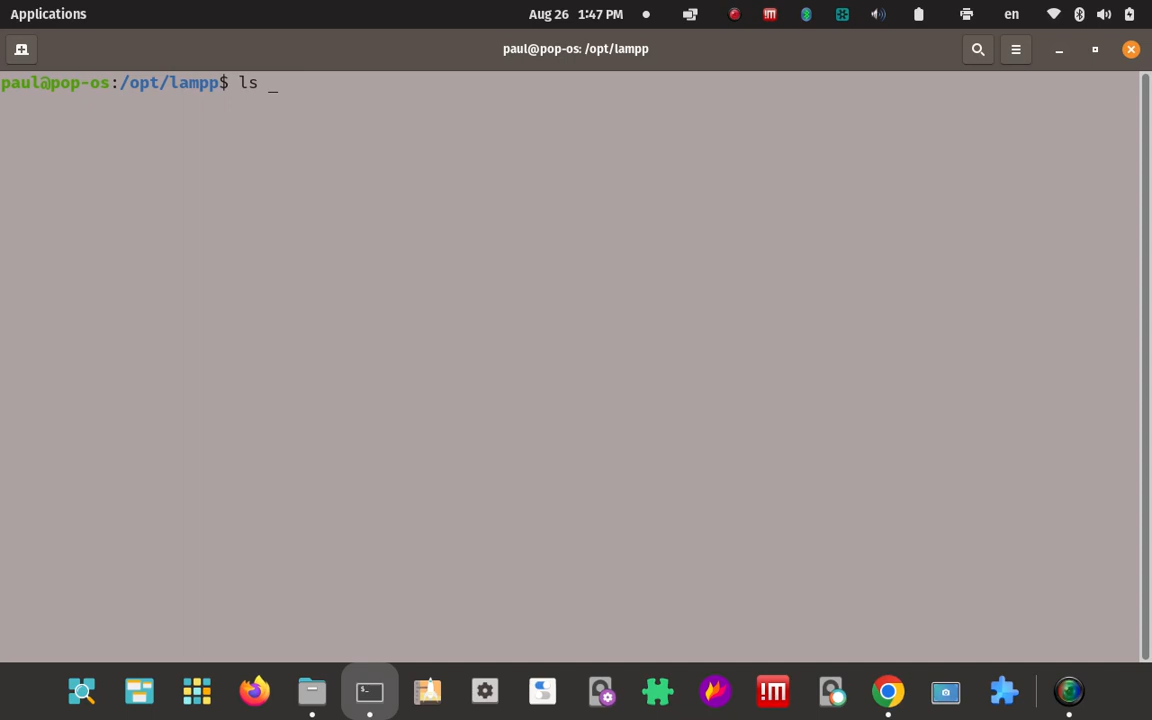 Applications
Aug 26 1:47 PM
en
paul@pop-os: /opt/lampp
paul@pop-os:/opt/lampp$ ls _